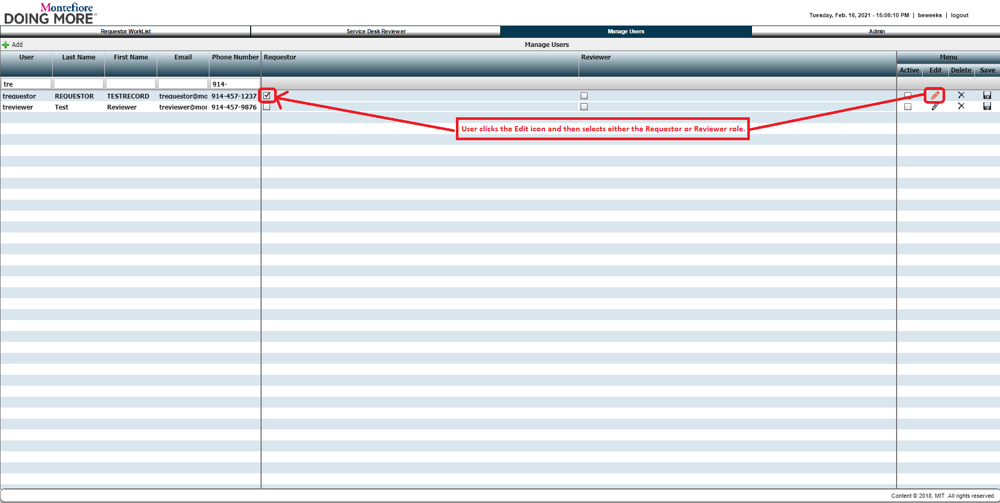 Montefiore
DOING MORE℠
Tuesday, Feb. 16, 2021 - 15:06:10 PM | beweeks | logout
Requestor WorkList Service Desk Reviewer Manage Users Admin
Add Manage Users
User Last Name First Name Email Phone Number Requestor Reviewer Menu
Active Edit Delete Save
tre 914-
trequestor REQUESTOR TESTRECORD trequestor@mo 914-457-1237
treviewer Test Reviewer treviewer@mor 914-457-9876
User clicks the Edit icon and then selects either the Requestor or Reviewer role.
Content © 2018, MIT .All rights reserved.